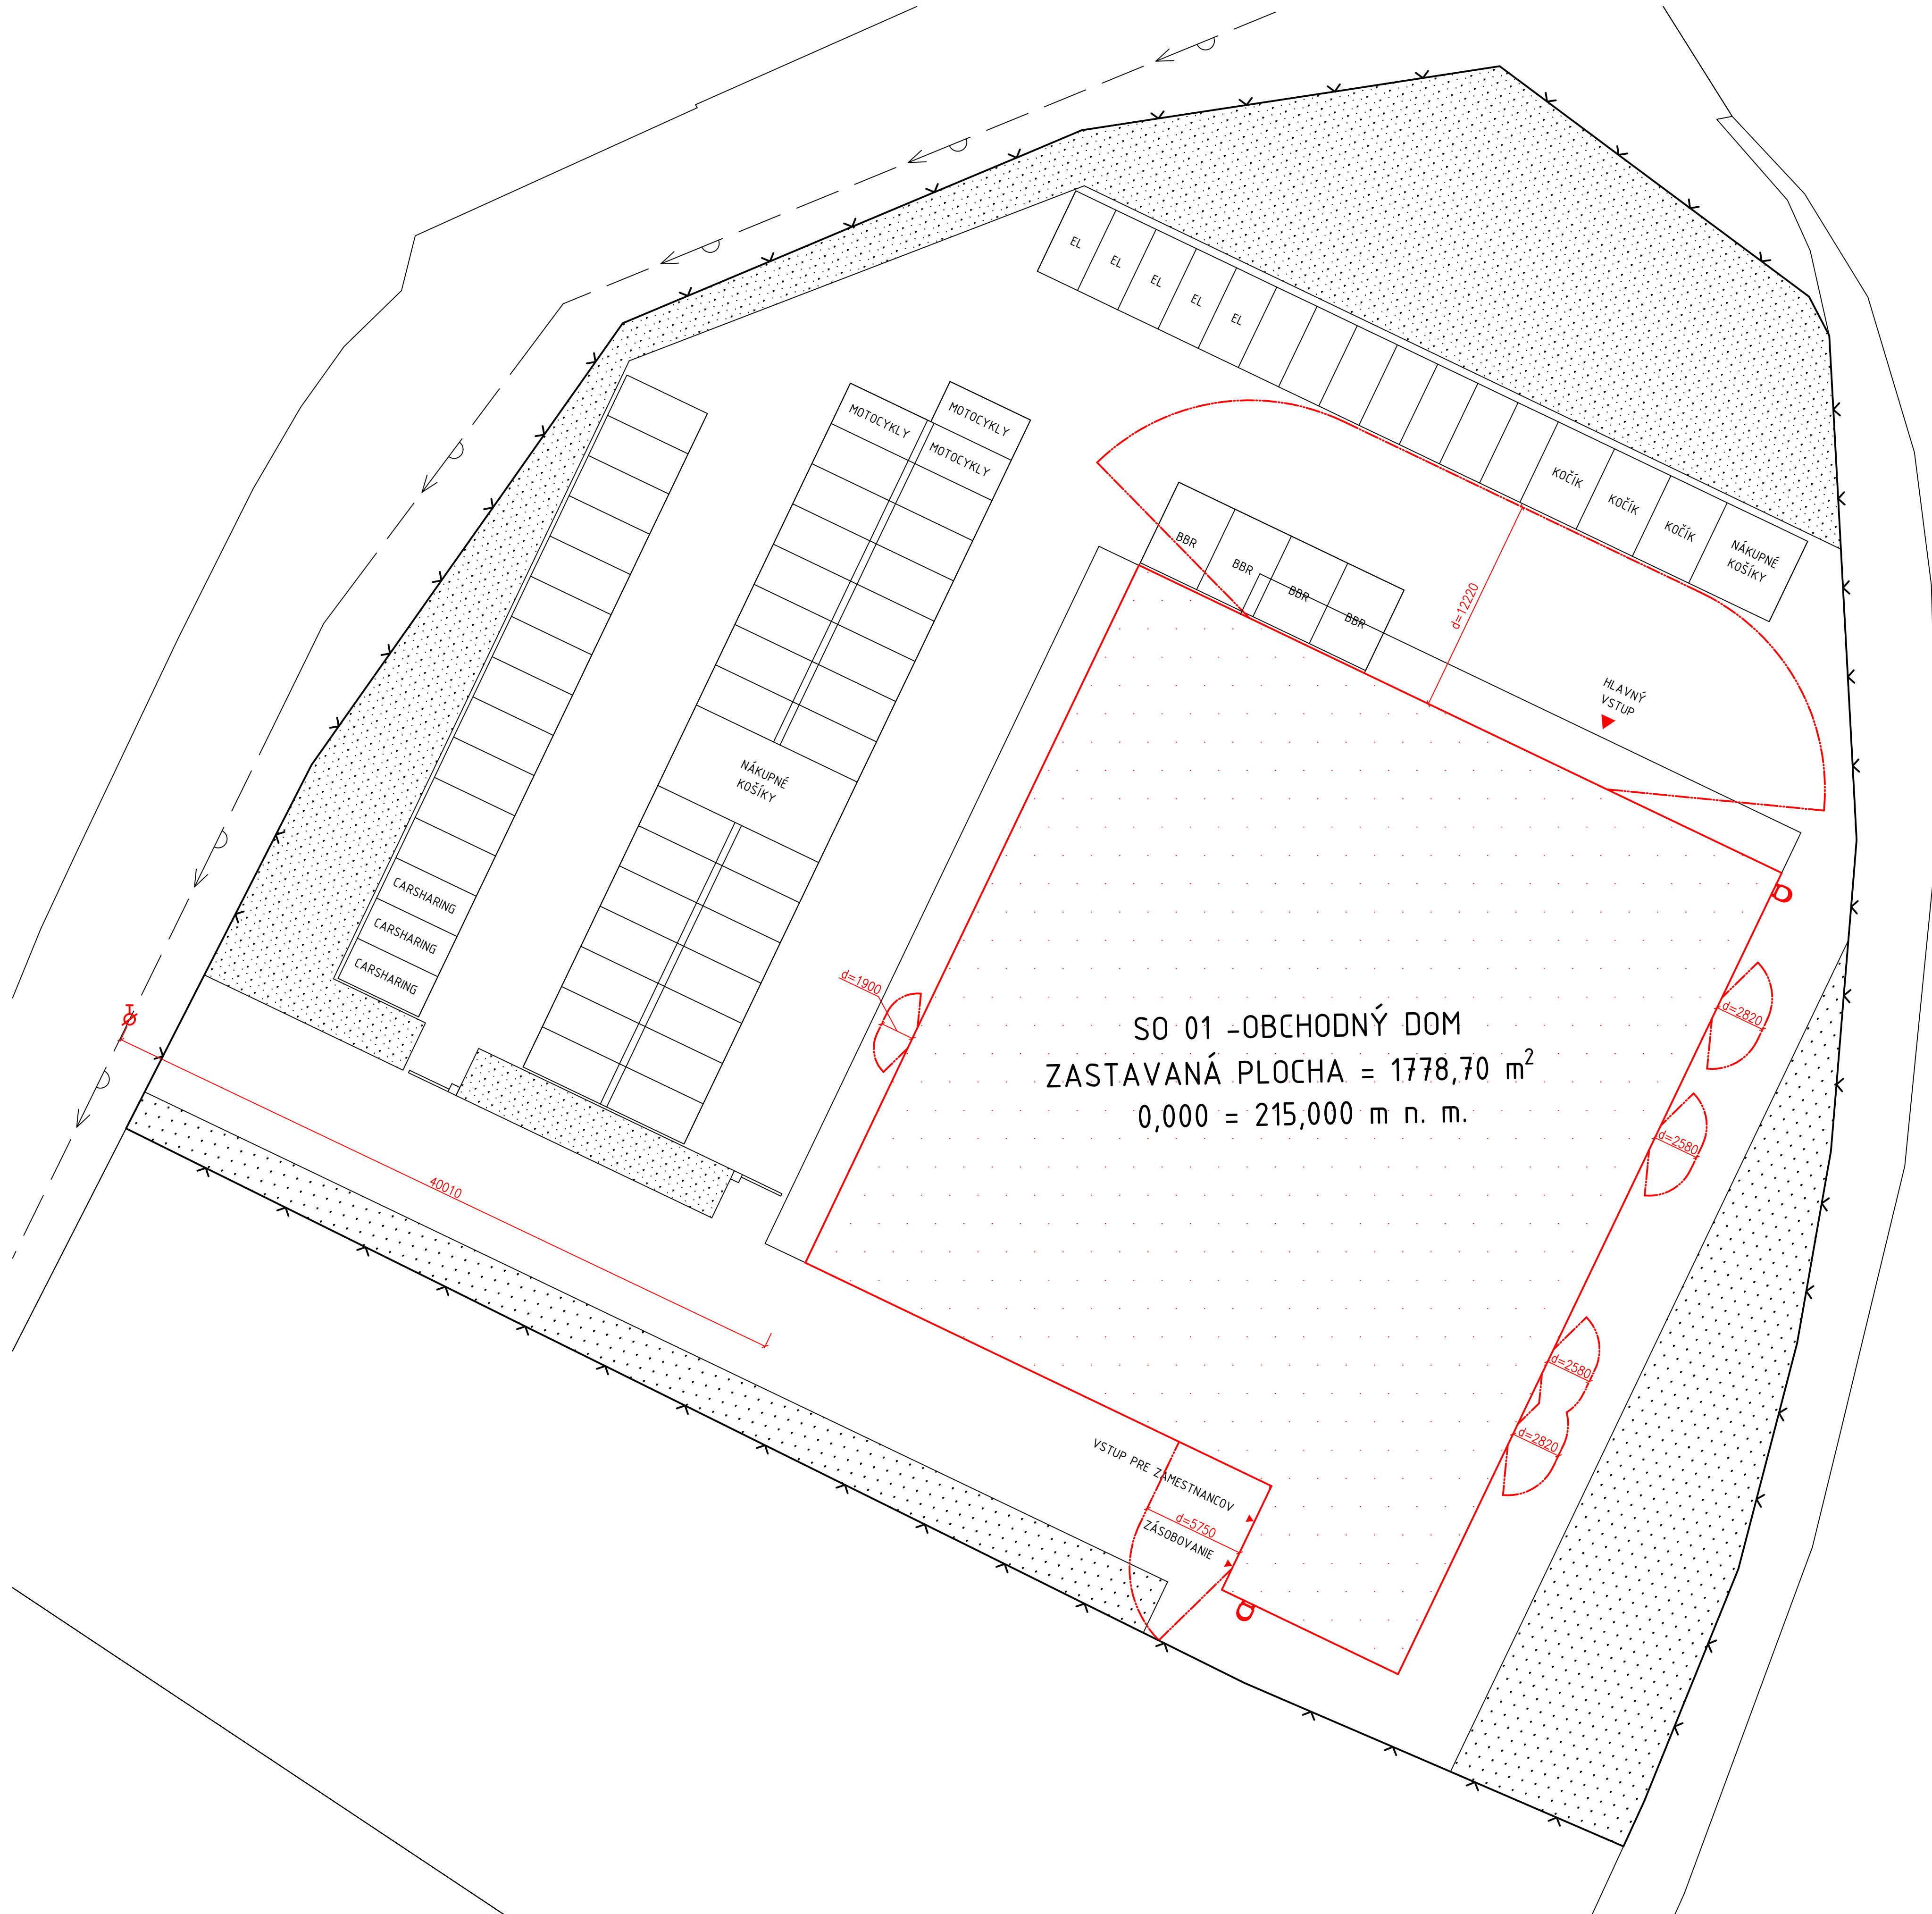 EL
EL
EL
EL
EL
MOTOCYKLY
MOTOCYKLY
MOTOCYKLY
KOČÍK
KOČÍK
KOČÍK
NÁKUPNÉ
KOŠÍKY
BBR
BBR
BBR
BBR
d=12220
HLAVNÝ
VSTUP
NÁKUPNÉ
KOŠÍKY
CARSHARING
CARSHARING
CARSHARING
d=1900
d=2820
SO 01 -OBCHODNÝ DOM
ZASTAVANÁ PLOCHA = 1778,70 m²
0,000 = 215,000 m n. m.
d=2580
40010
d=2580
d=2820
VSTUP PRE ZAMESTNANCOV
d=5750
ZÁSOBOVANIE